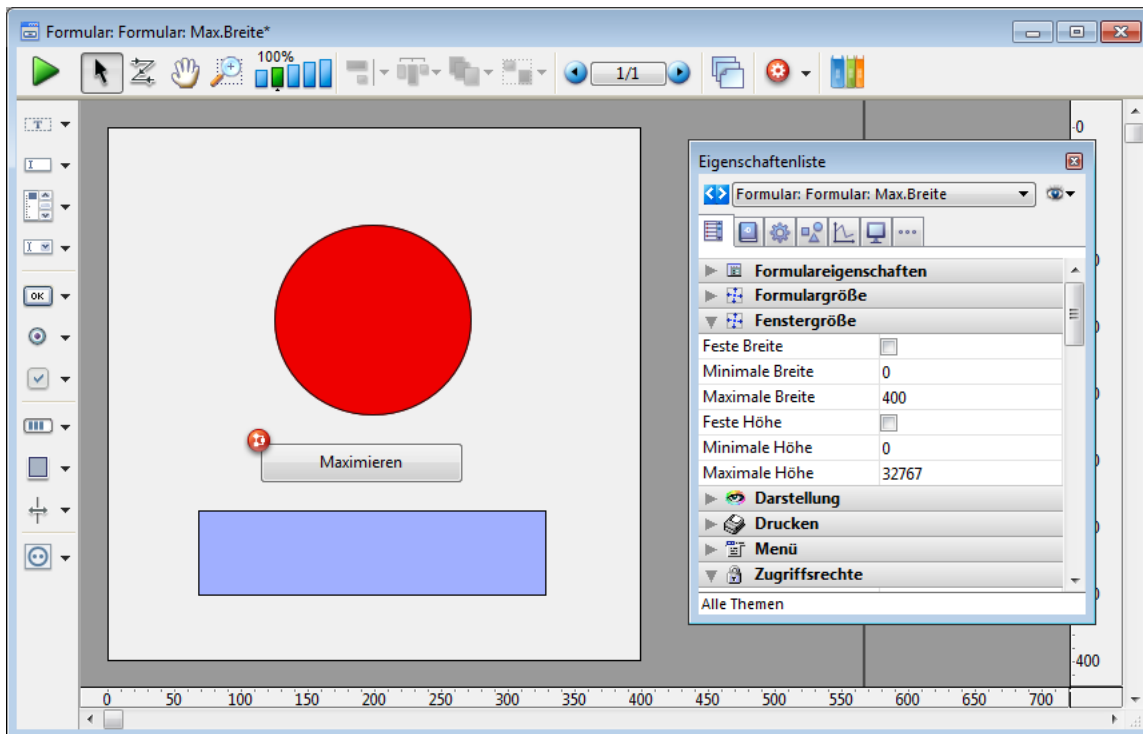 Formular: Formular: Max.Breite*
100%
1/1
T
I
I
OK
-0
Eigenschaftenliste
Formular: Formular: Max.Breite
Formulareigenschaften
Formulargröße
Fenstergröße
Feste Breite
Minimale Breite 0
Maximale Breite 400
Feste Höhe
Minimale Höhe 0
Maximale Höhe 32767
Darstellung
Drucken
Menü
Zugriffsrechte
Alle Themen
Maximieren
-400
0 50 100 150 200 250 300 350 400 450 500 550 600 650 700